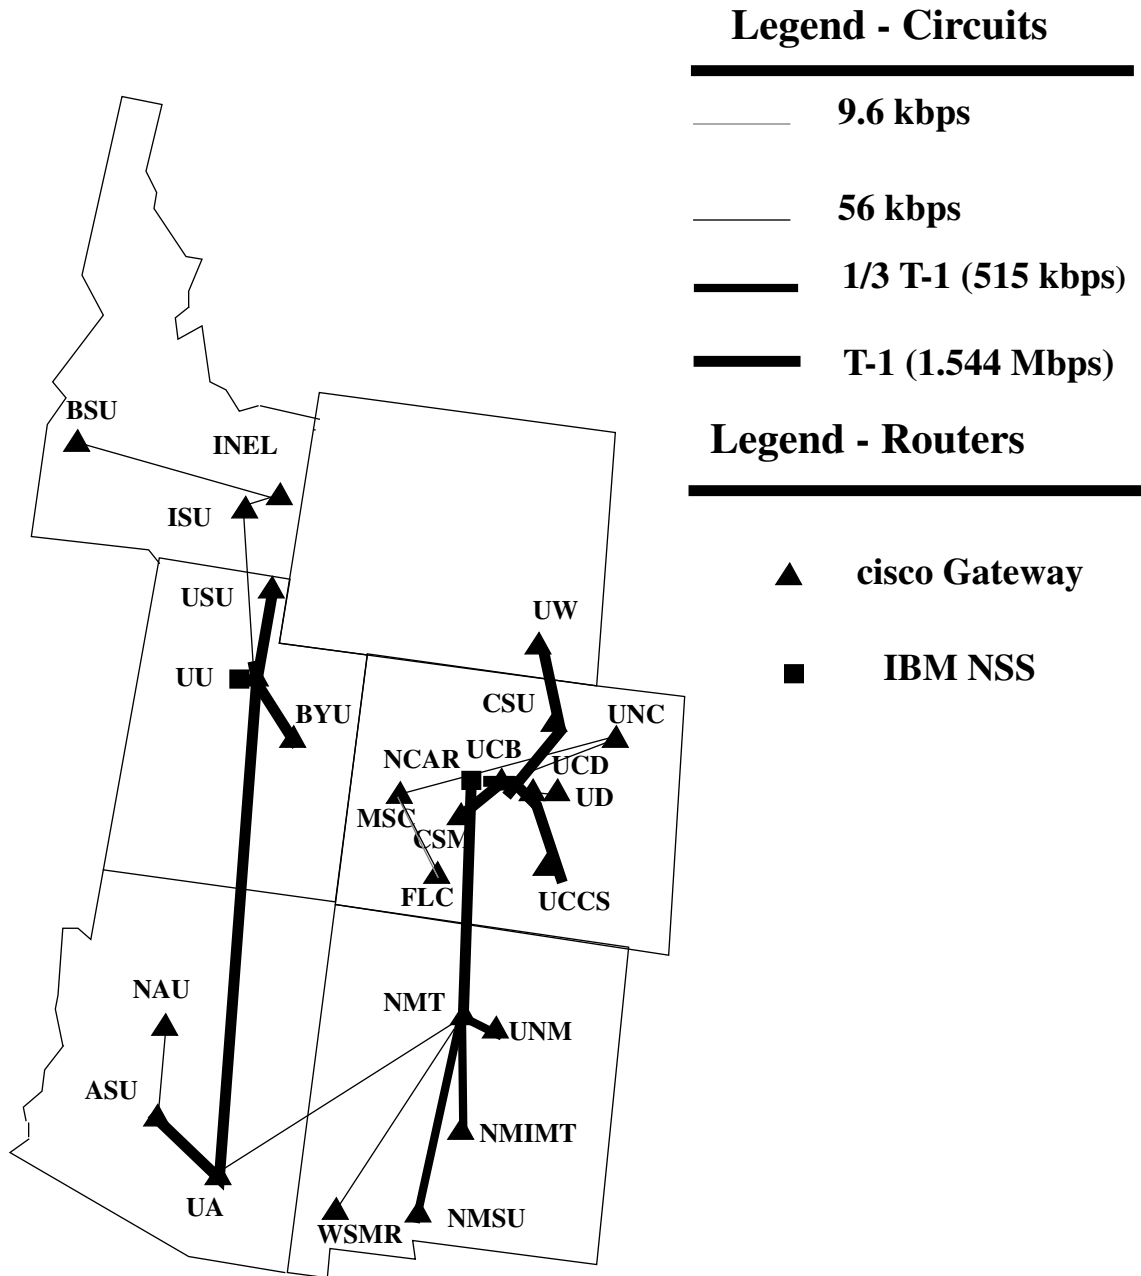 Legend - Circuits
9.6 kbps
56 kbps
1/3 T-1 (515 kbps)
T-1 (1.544 Mbps)
Legend - Routers
cisco Gateway
IBM NSS
BSU
INEL
ISU
USU
UU
BYU
UW
CSU
UNC
UCB
NCAR
UCD
UD
MSC
CSM
FLC
UCCS
NAU
NMT
UNM
ASU
NMIMT
UA
WSMR
NMSU